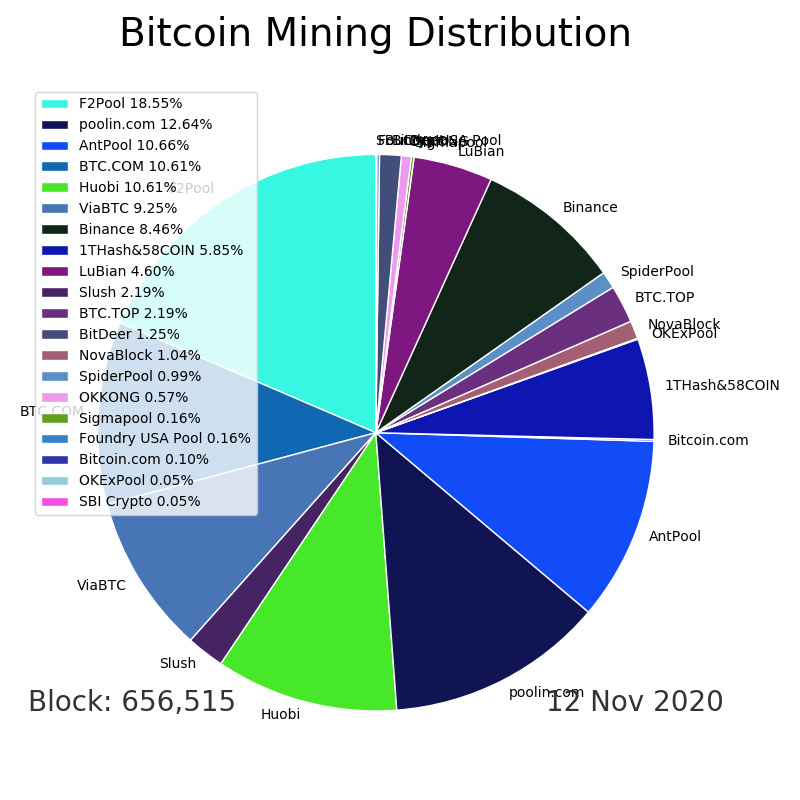 Bitcoin Mining Distribution
F2Pool 18.55%
poolin.com 12.64%
AntPool 10.66%
BTC.COM 10.61%
Huobi 10.61%
ViaBTC 9.25%
Binance 8.46%
1THash&58COIN 5.85%
LuBian 4.60%
Slush 2.19%
BTC.TOP 2.19%
BitDeer 1.25%
NovaBlock 1.04%
SpiderPool 0.99%
OKKONG 0.57%
Sigmapool 0.16%
Foundry USA Pool 0.16%
Bitcoin.com 0.10%
OKExPool 0.05%
SBI Crypto 0.05%
LuBian
Binance
SpiderPool
BTC.TOP
NovaBlock
OKExPool
1THash&58COIN
Bitcoin.com
AntPool
poolin.com
Huobi
Slush
ViaBTC
BTC.COM
F2Pool
Block: 656,515
12 Nov 2020